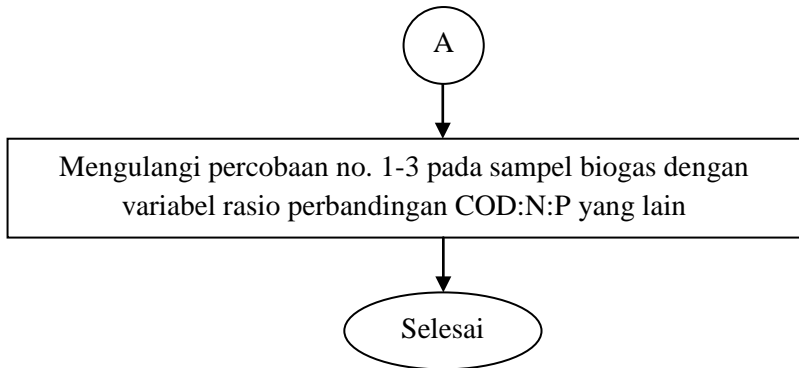 A
Mengulangi percobaan no. 1-3 pada sampel biogas dengan
variabel rasio perbandingan COD:N:P yang lain
Selesai